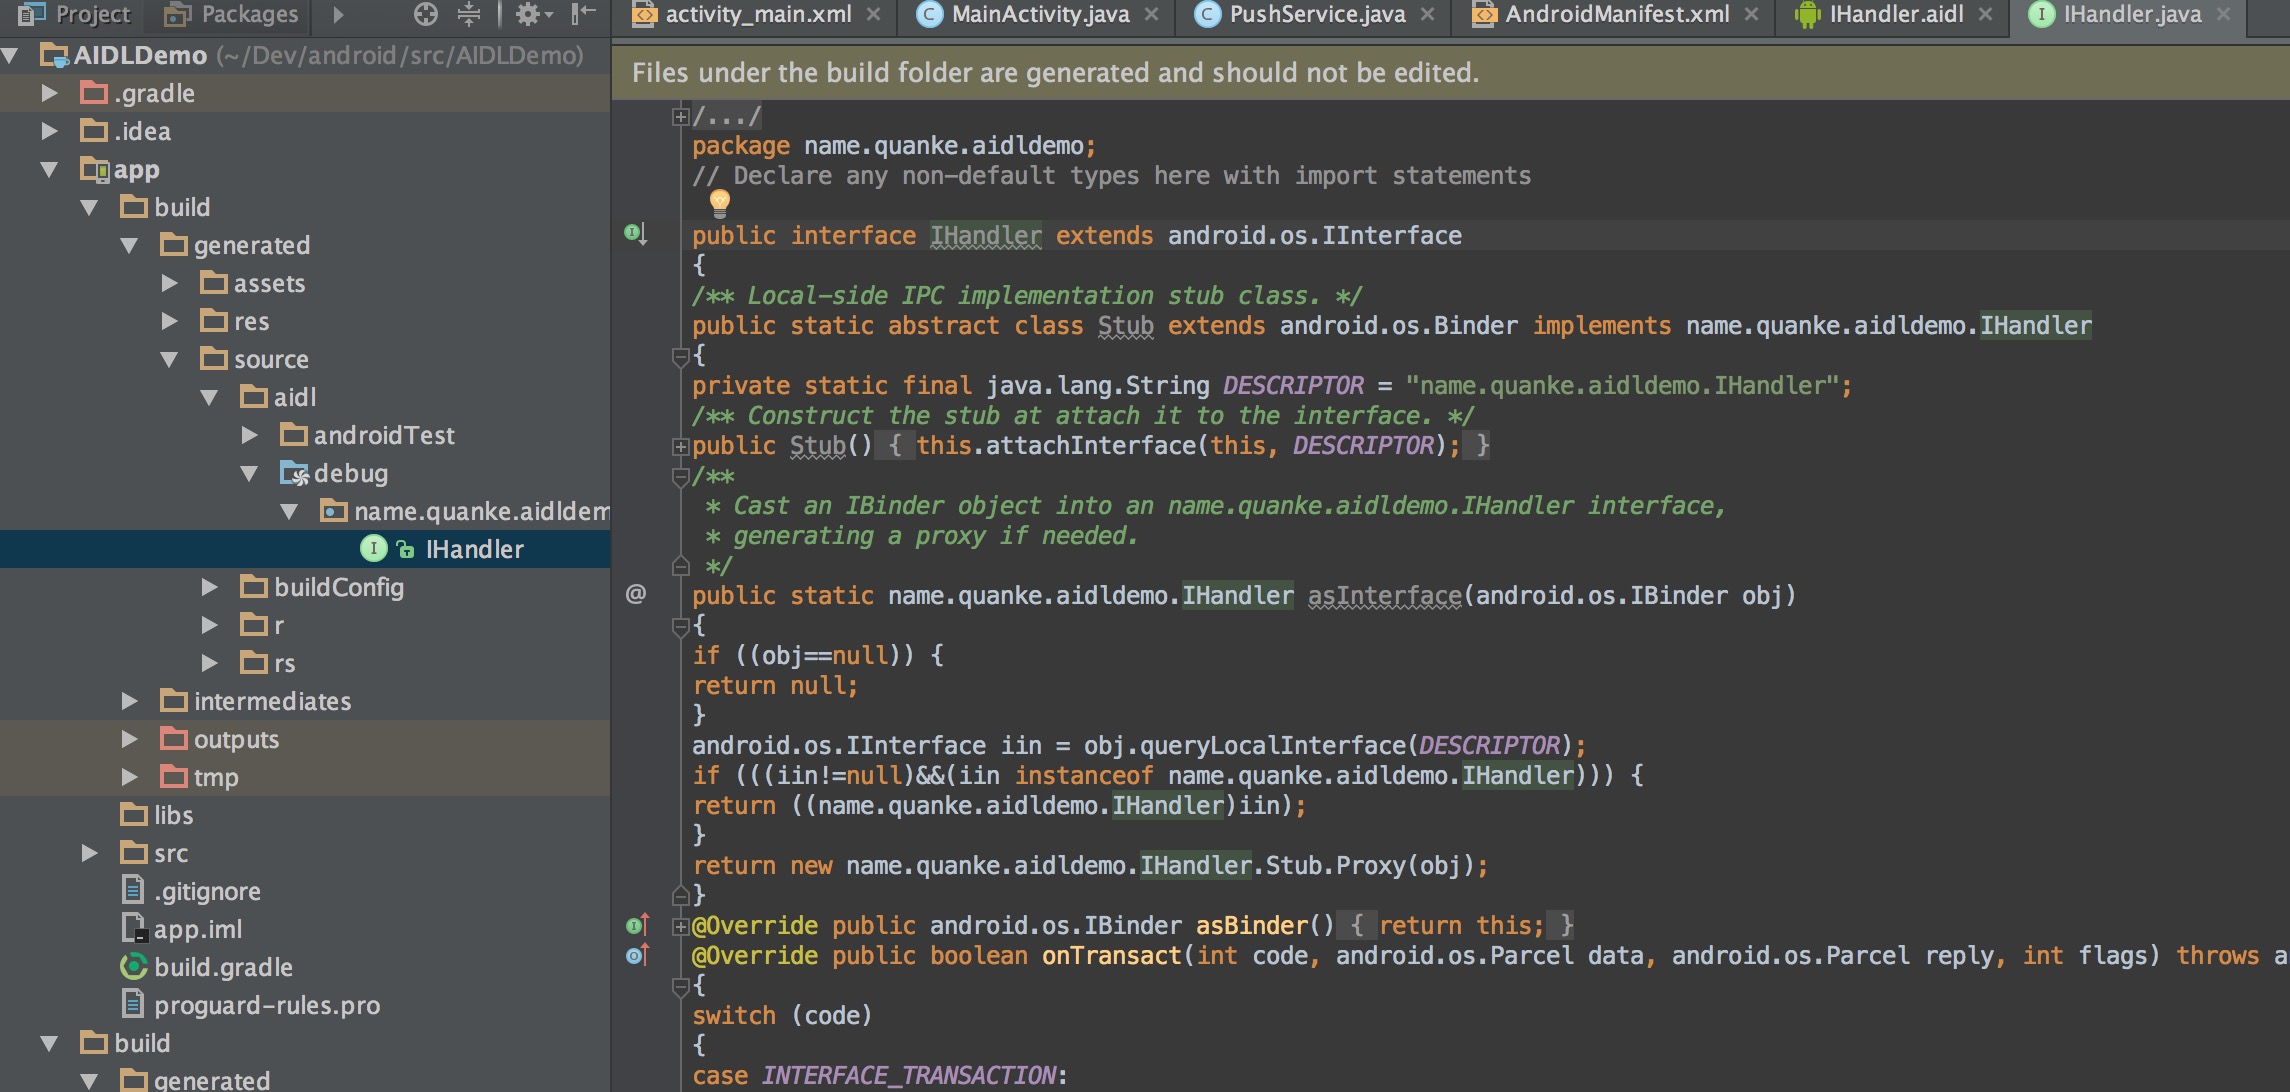 Project Packages
AIDLDemo (~/Dev/android/src/AIDLDemo)
.gradle
.idea
app
build
generated
assets
res
source
aidl
androidTest
debug
name.quanke.aidldem
IHandler
buildConfig
r
rs
intermediates
outputs
tmp
libs
src
.gitignore
app.iml
build.gradle
proguard-rules.pro
build
generated
activity_main.xml MainActivity.java PushService.java AndroidManifest.xml IHandler.aidl IHandler.java
Files under the build folder are generated and should not be edited.
/.../
package name.quanke.aidldemo;
// Declare any non-default types here with import statements
public interface IHandler extends android.os.IInterface
{
/** Local-side IPC implementation stub class. */
public static abstract class Stub extends android.os.Binder implements name.quanke.aidldemo.IHandler
{
private static final java.lang.String DESCRIPTOR = "name.quanke.aidldemo.IHandler";
/** Construct the stub at attach it to the interface. */
public Stub() { this.attachInterface(this, DESCRIPTOR); }
/**
* Cast an IBinder object into an name.quanke.aidldemo.IHandler interface,
* generating a proxy if needed.
*/
public static name.quanke.aidldemo.IHandler asInterface(android.os.IBinder obj)
{
if ((obj==null)) {
return null;
}
android.os.IInterface iin = obj.queryLocalInterface(DESCRIPTOR);
if (((iin!=null)&&(iin instanceof name.quanke.aidldemo.IHandler))) {
return ((name.quanke.aidldemo.IHandler)iin);
}
return new name.quanke.aidldemo.IHandler.Stub.Proxy(obj);
}
@Override public android.os.IBinder asBinder() { return this; }
@Override public boolean onTransact(int code, android.os.Parcel data, android.os.Parcel reply, int flags) throws a
{
switch (code)
{
case INTERFACE_TRANSACTION: